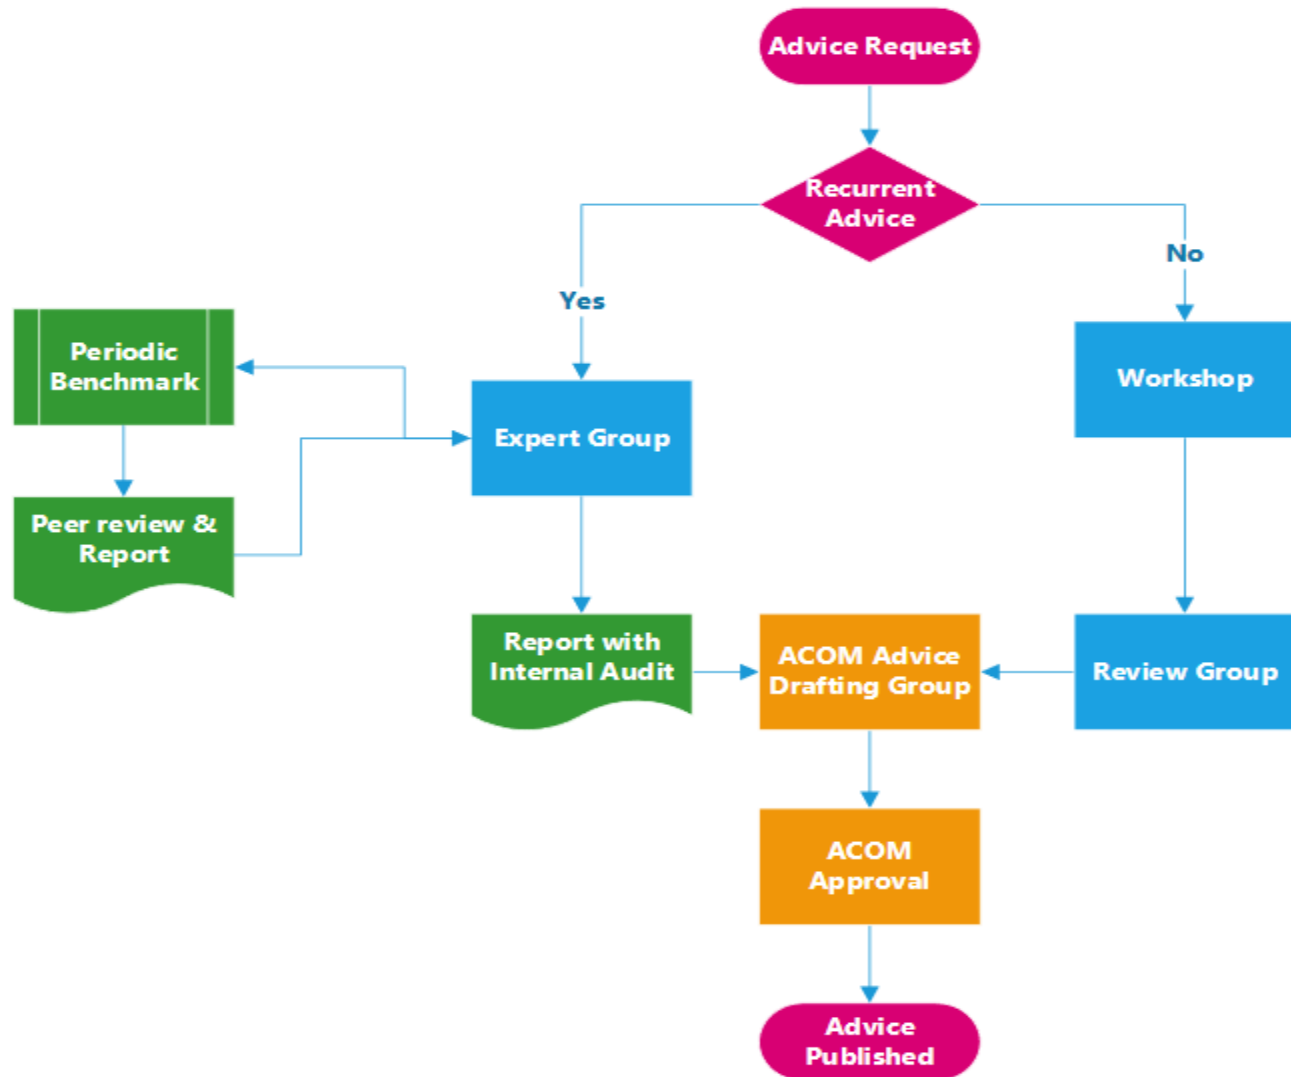 Advice Request
Recurrent
Advice
No
Yes
Periodic
Benchmark
Workshop
Expert Group
Peer review &
Report
Report with
Internal Audit
ACOM Advice
Drafting Group
Review Group
ACOM
Approval
Advice
Published